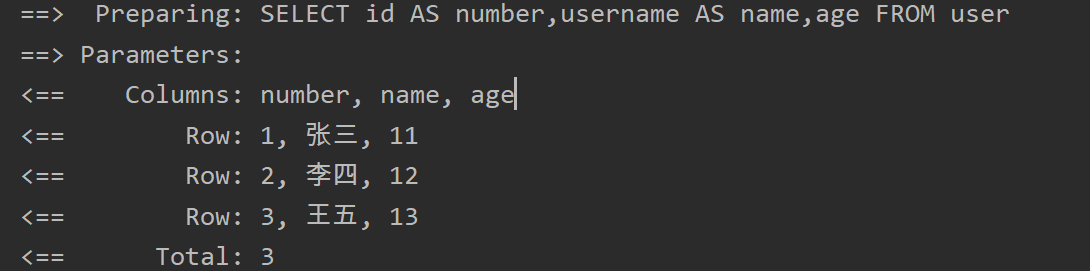 ==>  Preparing: SELECT id AS number,username AS name,age FROM user
==> Parameters:
<==    Columns: number, name, age
<==        Row: 1, 张三, 11
<==        Row: 2, 李四, 12
<==        Row: 3, 王五, 13
<==      Total: 3